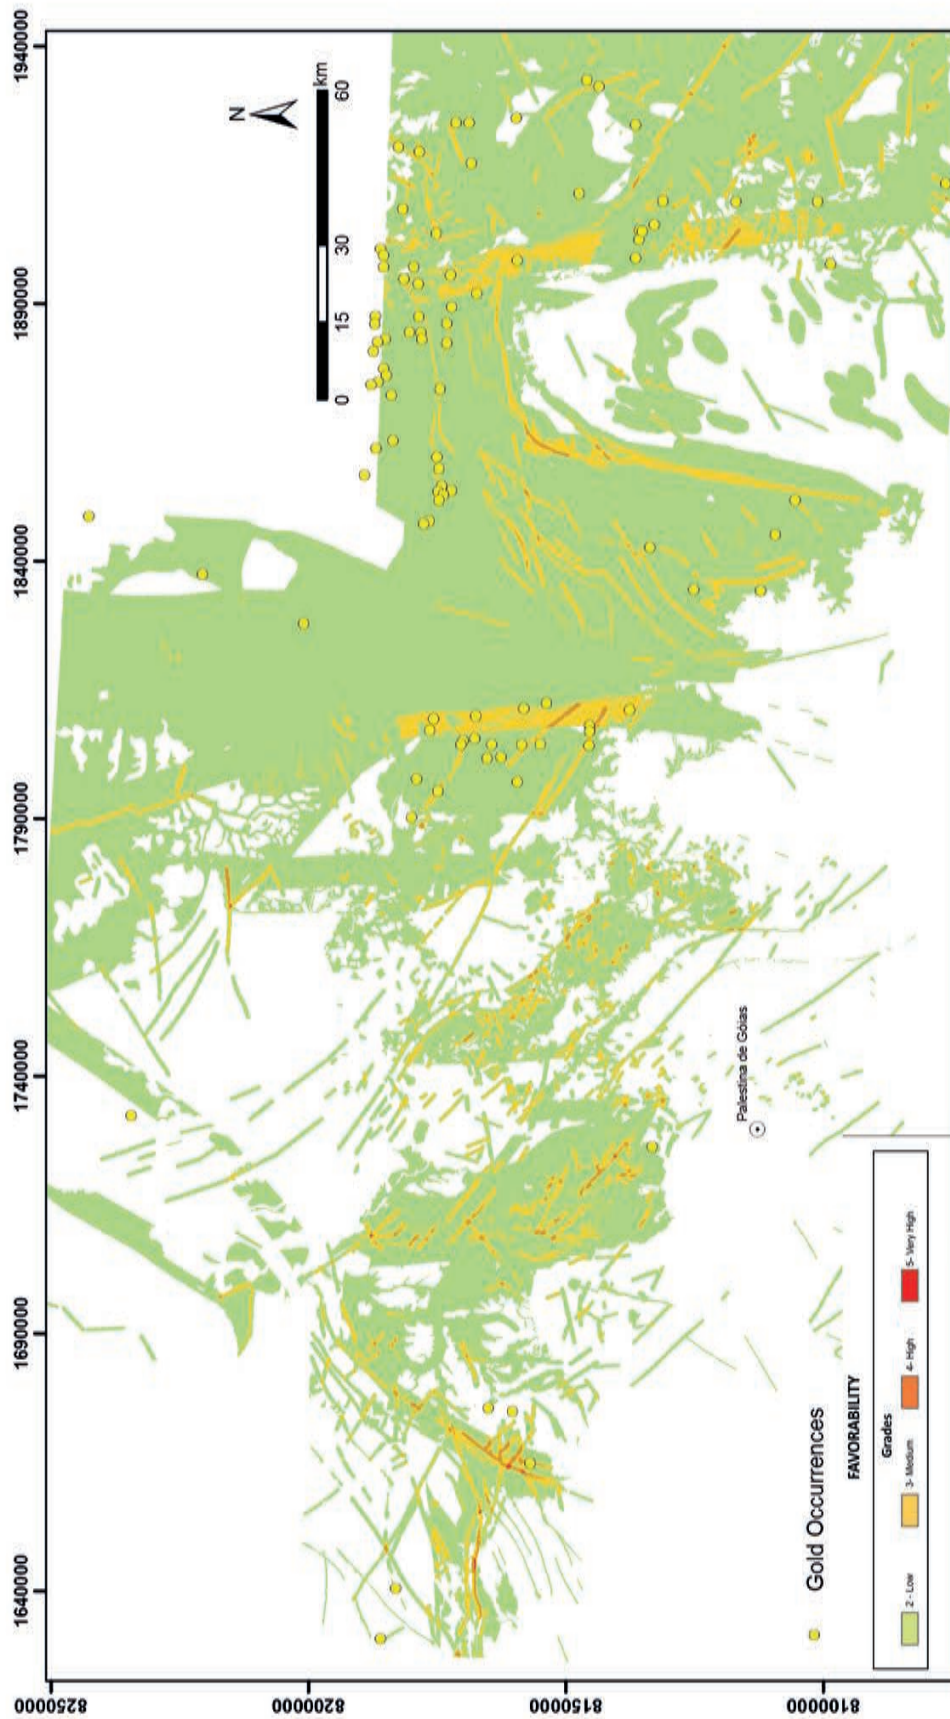 1640000
1690000
1740000
1790000
1840000
1890000
1940000
8250000
8200000
8150000
8100000
N
0 15 30 60
km
Palestina de Góias
Gold Occurrences
FAVORABILITY
Grades
2 - Low
3- Medium
4- High
5- Very High